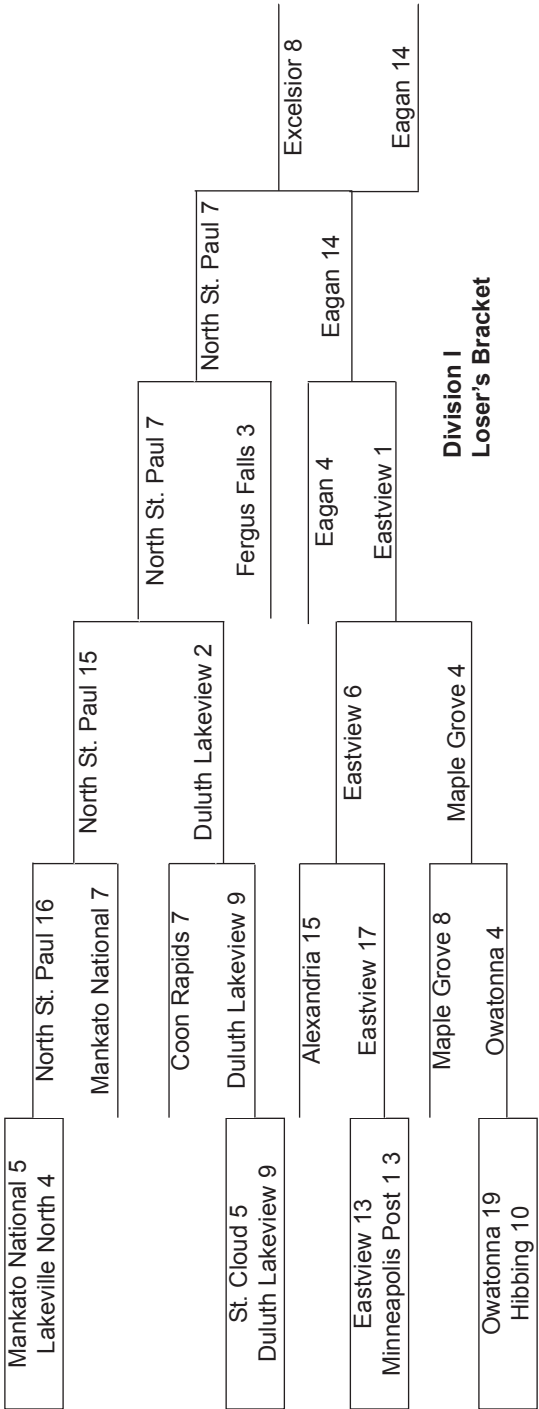 Mankato National 5
Lakeville North 4
St. Cloud 5
Duluth Lakeview 9
Eastview 13
Minneapolis Post 1 3
Owatonna 19
Hibbing 10
North St. Paul 16
Mankato National 7
Coon Rapids 7
Duluth Lakeview 9
Alexandria 15
Eastview 17
Maple Grove 8
Owatonna 4
North St. Paul 15
Duluth Lakeview 2
Eastview 6
Maple Grove 4
North St. Paul 7
Fergus Falls 3
Eagan 4
Eastview 1
North St. Paul 7
Eagan 14
Excelsior 8
Eagan 14
Division I
Loser's Bracket